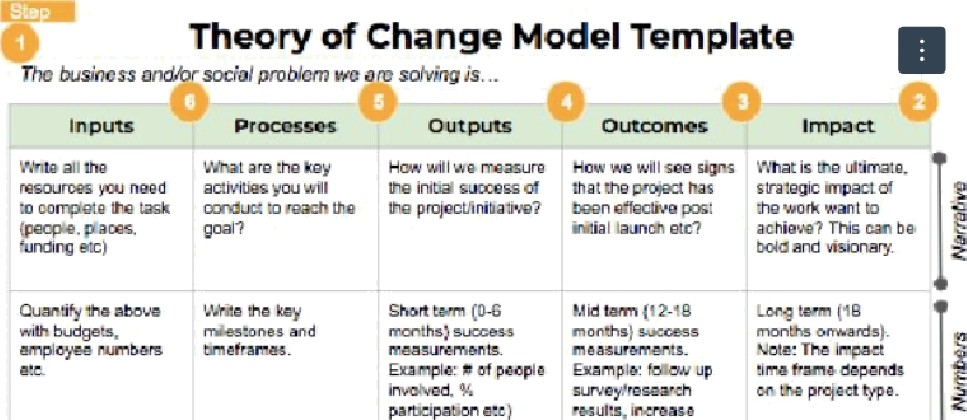 Step
1
Theory of Change Model Template
The business and/or social problem we are solving is...
6
5
4
3
2
Inputs
Processes
Outputs
Outcomes
Impact
Write all the
resources you need
to complete the task
(people, places,
funding etc)
What are the key
activities you will
conduct to reach the
goal?
How will we measure
the initial success of
the project/initiative?
How we will see signs
that the project has
been effective post
initial launch etc?
What is the ultimate,
strategic impact of
the work want to
achieve? This can be
bold and visionary.
Narrative
Quantify the above
with budgets,
employee numbers
etc.
Write the key
milestones and
timeframes.
Short term (0-6
months) success
measurements.
Example: # of people
involved, %
participation etc)
Mid term (12-18
months) success
measurements.
Example: follow up
survey/research
results, increase
Long term (18
months onwards).
Note: The impact
time frame depends
on the project type.
Numbers